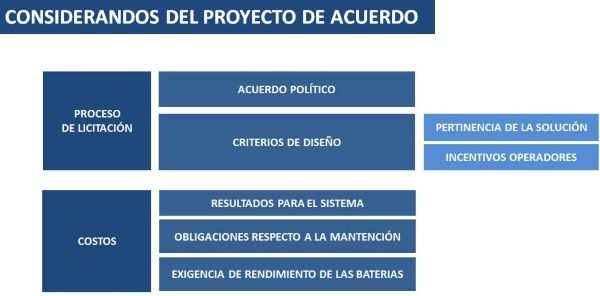 CONSIDERANDOS DEL PROYECTO DE ACUERDO
PROCESO
DE LICITACIÓN
ACUERDO POLÍTICO
CRITERIOS DE DISEÑO
PERTINENCIA DE LA SOLUCIÓN
INCENTIVOS OPERADORES
COSTOS
RESULTADOS PARA EL SISTEMA
OBLIGACIONES RESPECTO A LA MANTENCIÓN
EXIGENCIA DE RENDIMIENTO DE LAS BATERIAS